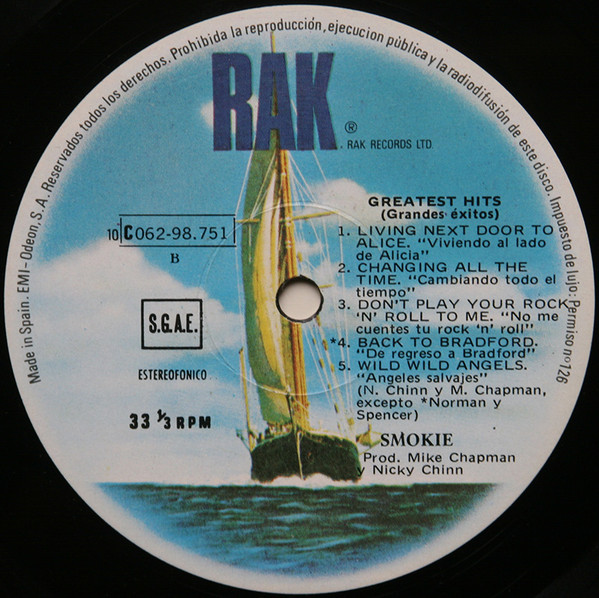 Made in Spain. EMI-Odeon, S.A. Reservados todos los derechos. Prohibida la reproducción, ejecucion pública y la radiodifusión de este disco. Impuesto de lujo: Permiso nº 126
RAK
®
RAK RECORDS LTD.
10 C062-98.751
B
S.G.A.E.
ESTEREOFONICO
33 1/3 RPM
GREATEST HITS
(Grandes éxitos)
1. LIVING NEXT DOOR TO
ALICE. "Viviendo al lado
de Alicia"
2. CHANGING ALL THE
TIME. "Cambiando todo el
tiempo"
3. DON'T PLAY YOUR ROCK
'N' ROLL TO ME. "No me
cuentes tu rock 'n' roll"
*4. BACK TO BRADFORD.
"De regreso a Bradford"
5. WILD WILD ANGELS.
"Angeles salvajes"
(N. Chinn y M. Chapman,
excepto *Norman y
Spencer)
SMOKIE
Prod. Mike Chapman
y Nicky Chinn